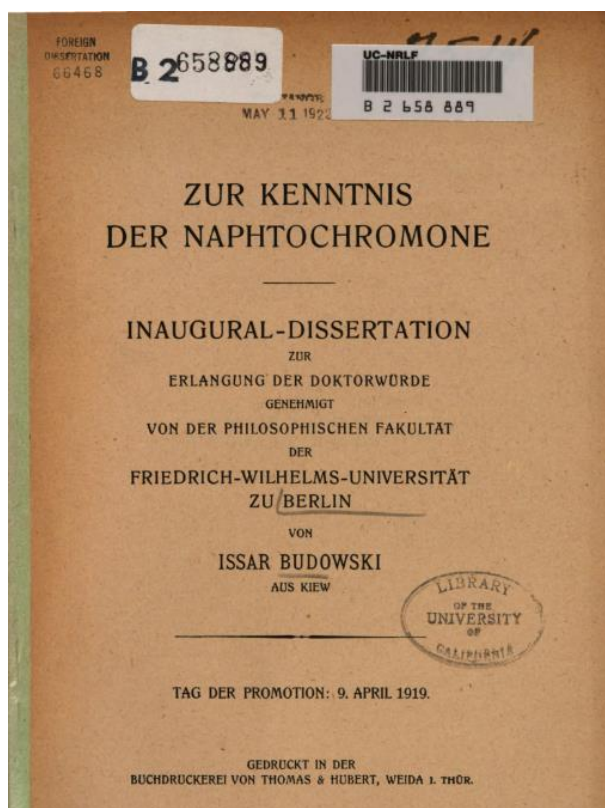 FOREIGN
DISSERTATION
66468
B 2 658889
UC-NRLF
B 2 658 889
MAY 11 192
ZUR KENNTNIS
DER NAPHTOCHROMONE
INAUGURAL-DISSERTATION
ZUR
ERLANGUNG DER DOKTORWÜRDE
GENEHMIGT
VON DER PHILOSOPHISCHEN FAKULTÄT
DER
FRIEDRICH-WILHELMS-UNIVERSITÄT
ZU BERLIN
VON
ISSAR BUDOWSKI
AUS KIEW
LIBRARY
OF THE
UNIVERSITY
OF
CALIFORNIA
TAG DER PROMOTION: 9. APRIL 1919.
GEDRUCKT IN DER
BUCHDRUCKEREI VON THOMAS & HUBERT, WEIDA I. THÜR.